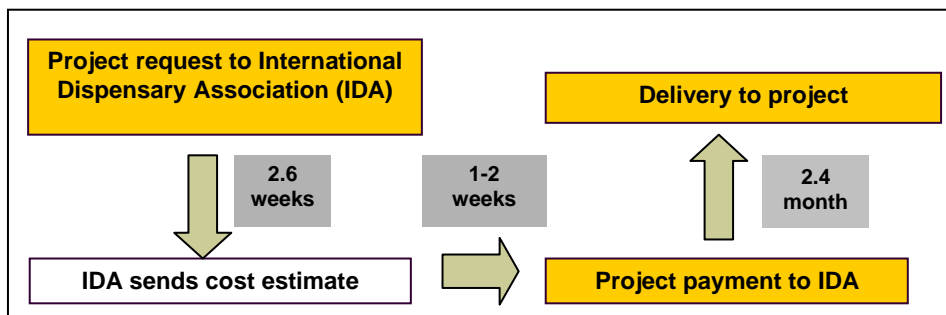 Project request to International
Dispensary Association (IDA)
2.6
weeks
IDA sends cost estimate
1-2
weeks
Project payment to IDA
2.4
month
Delivery to project